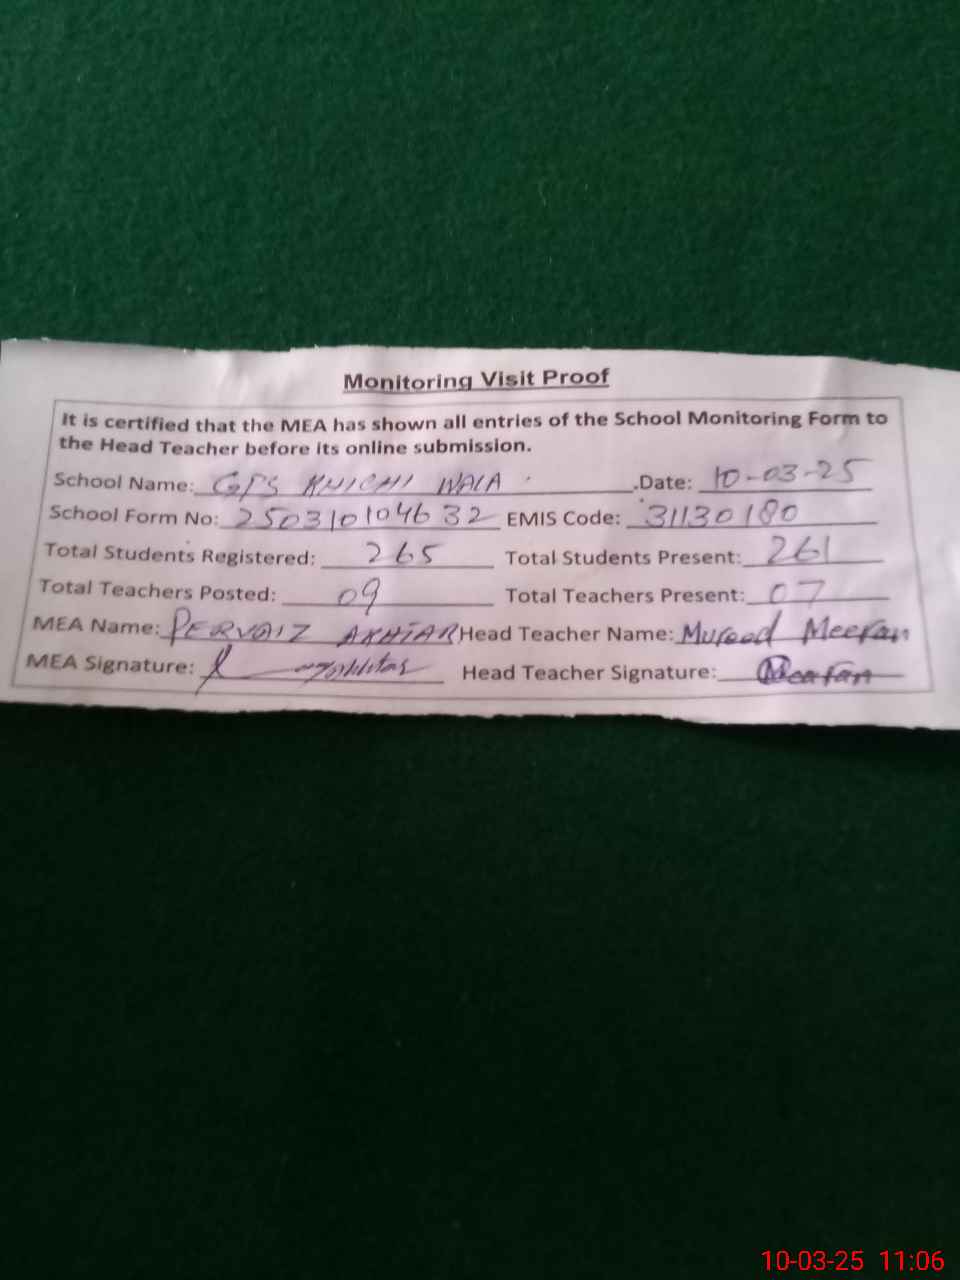 Monitoring Visit Proof
It is certified that the MEA has shown all entries of the School Monitoring Form to
the Head Teacher before its online submission.
School Name: GPS KHICHI WALA .Date: 10-03-25
School Form No: 250310104632 EMIS Code: 31130180
Total Students Registered: 265 Total Students Present: 261
Total Teachers Posted: 09 Total Teachers Present: 07
MEA Name: PERVAIZ AKHTAR Head Teacher Name: Mureed Meeran
MEA Signature: Head Teacher Signature: Meeran
10-03-25 11:06